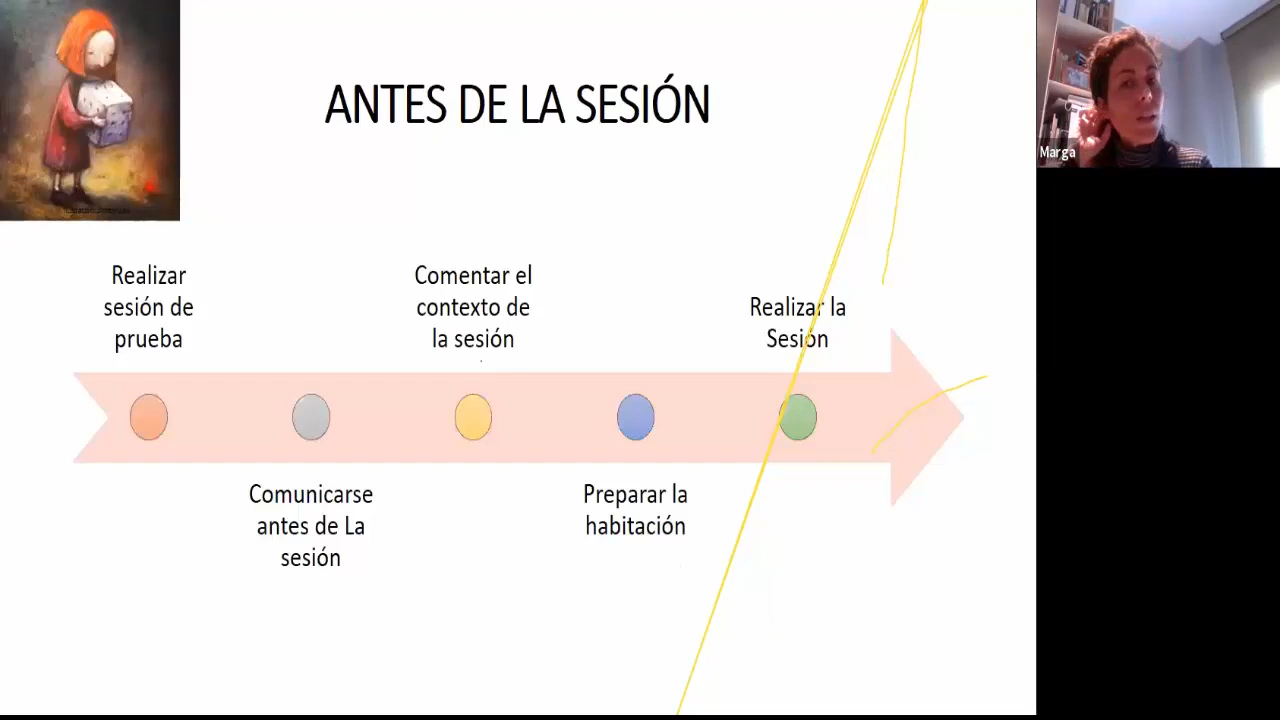 ANTES DE LA SESIÓN
Marga
Realizar
sesión de
prueba
Comunicarse
antes de La
sesión
Comentar el
contexto de
la sesión
Preparar la
habitación
Realizar la
Sesión